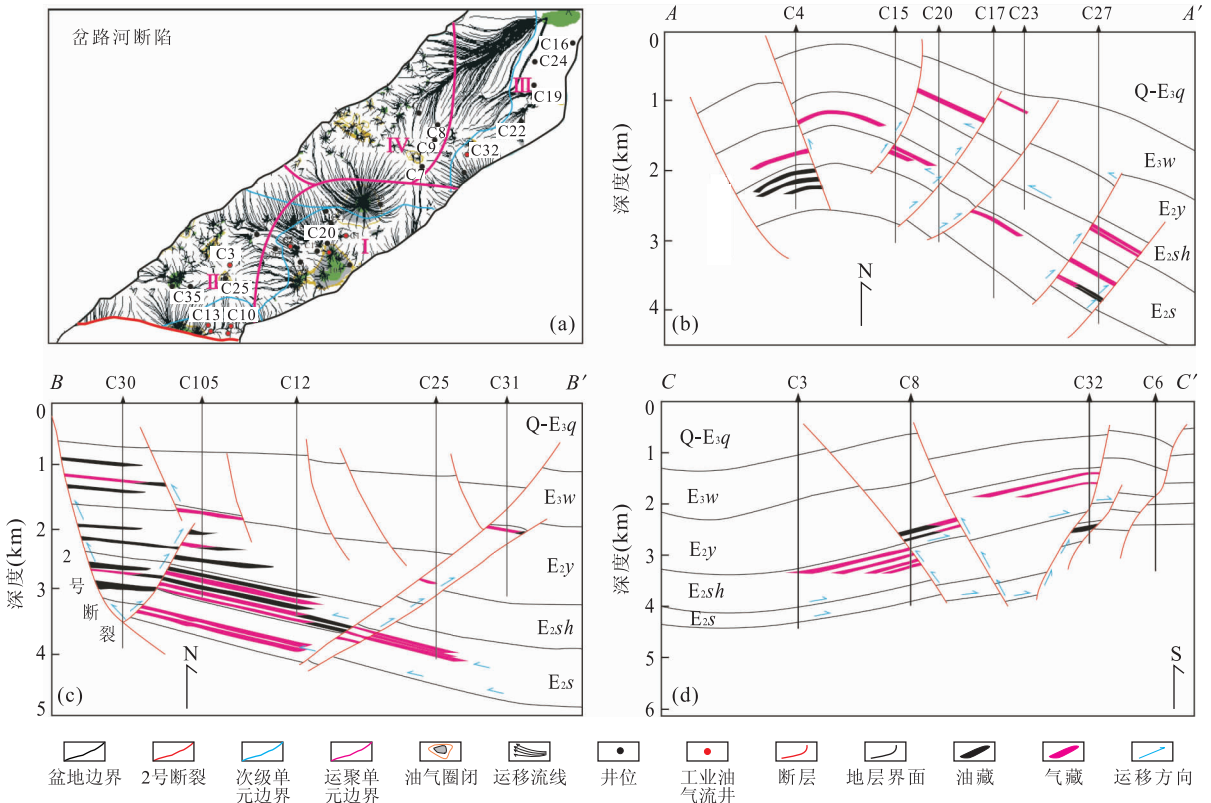 岔路河断陷
C16
C24
III
C19
C22
C8
IV
C9
C32
C7
C20
I
C3
II
C25
C35
C13
C10
(a)
A
C4
C15
C20
C17
C23
C27
A′
0
1
2
3
4
深度(km)
Q-E₃q
E₃w
E₂y
E₂sh
E₂s
N
(b)
B
C30
C105
C12
C25
C31
B′
0
1
2
3
4
5
深度(km)
Q-E₃q
E₃w
E₂y
E₂sh
E₂s
2号断裂
N
(c)
C
C3
C8
C32
C6
C′
0
1
2
3
4
5
6
深度(km)
Q-E₃q
E₃w
E₂y
E₂sh
E₂s
S
(d)
盆地边界
2号断裂
次级单
元边界
运聚单
元边界
油气圈闭
运移流线
井位
工业油
气流井
断层
地层界面
油藏
气藏
运移方向